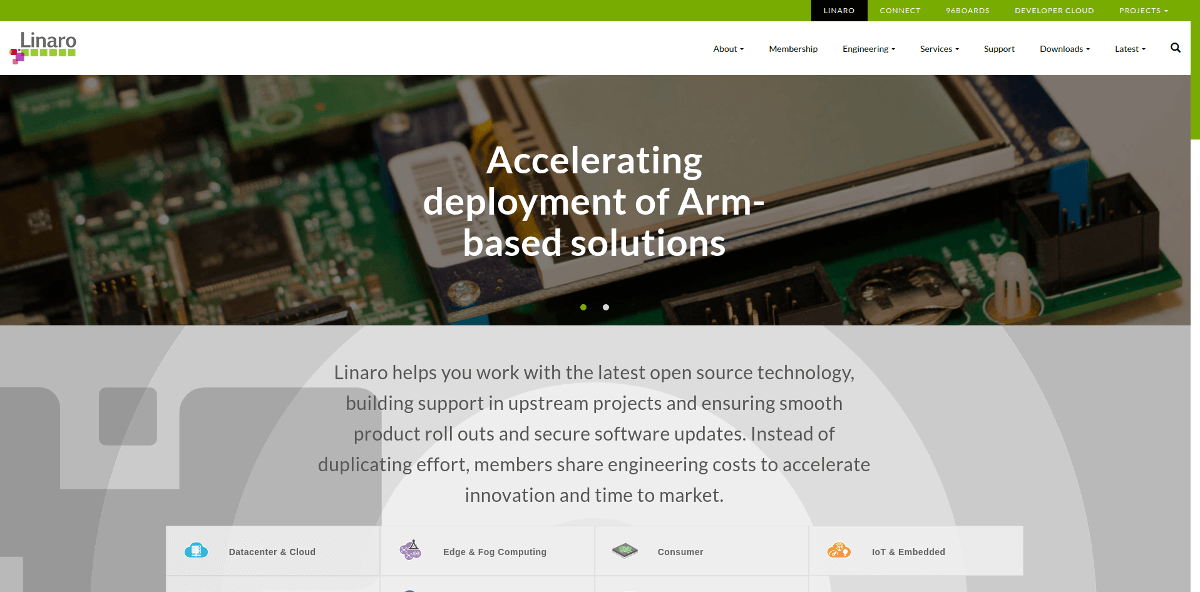 LINARO CONNECT 96BOARDS DEVELOPER CLOUD PROJECTS
Linaro
About Membership Engineering Services Support Downloads Latest
Accelerating
deployment of Arm-
based solutions
Linaro helps you work with the latest open source technology,
building support in upstream projects and ensuring smooth
product roll outs and secure software updates. Instead of
duplicating effort, members share engineering costs to accelerate
innovation and time to market.
Datacenter & Cloud Edge & Fog Computing Consumer IoT & Embedded